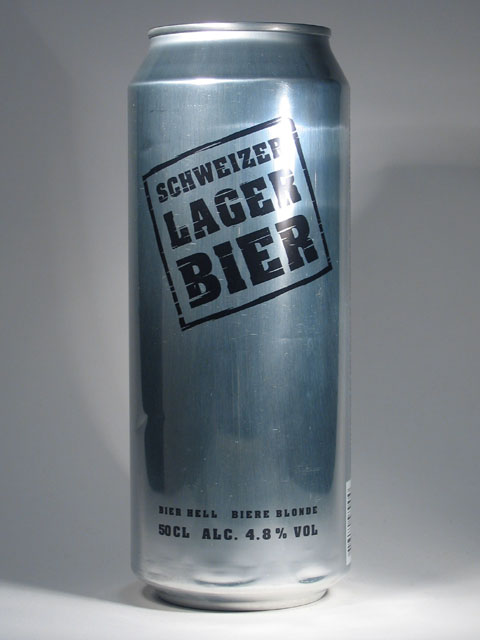 SCHWEIZER
LAGER
BIER
BIER HELL BIERE BLONDE
50CL ALC. 4.8% VOL